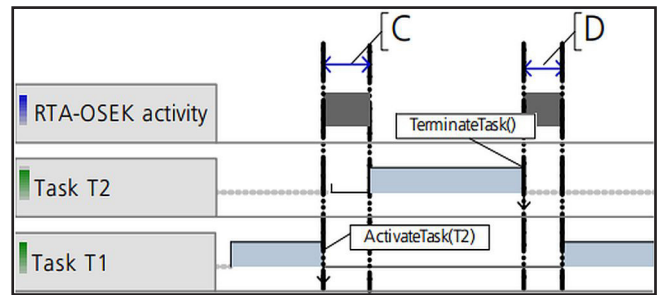 C
D
RTA-OSEK activity
TerminateTask()
Task T2
ActivateTask(T2)
Task T1